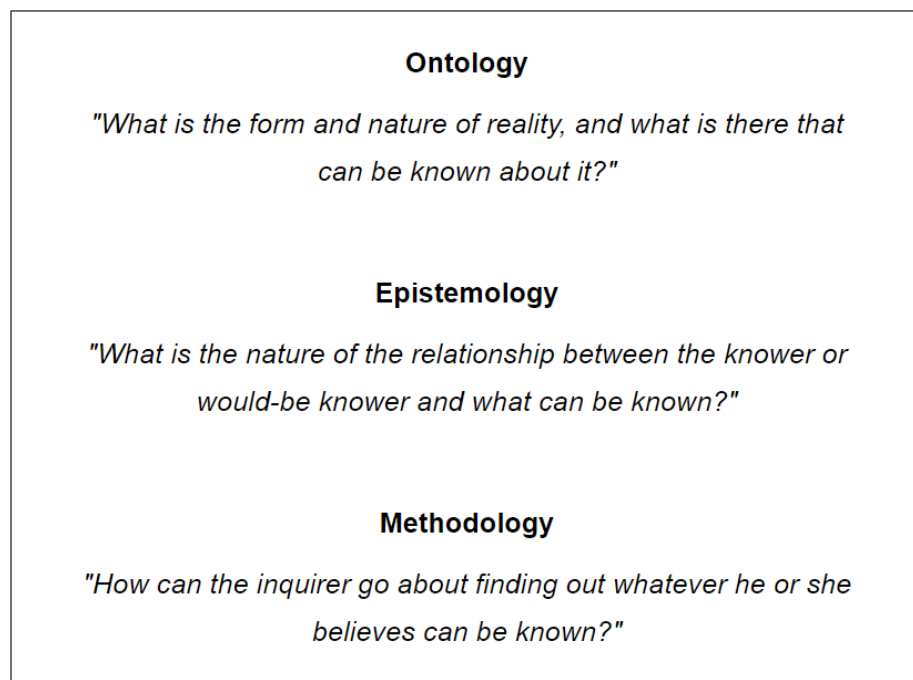 Ontology
"What is the form and nature of reality, and what is there that
can be known about it?"
Epistemology
"What is the nature of the relationship between the knower or
would-be knower and what can be known?"
Methodology
"How can the inquirer go about finding out whatever he or she
believes can be known?"